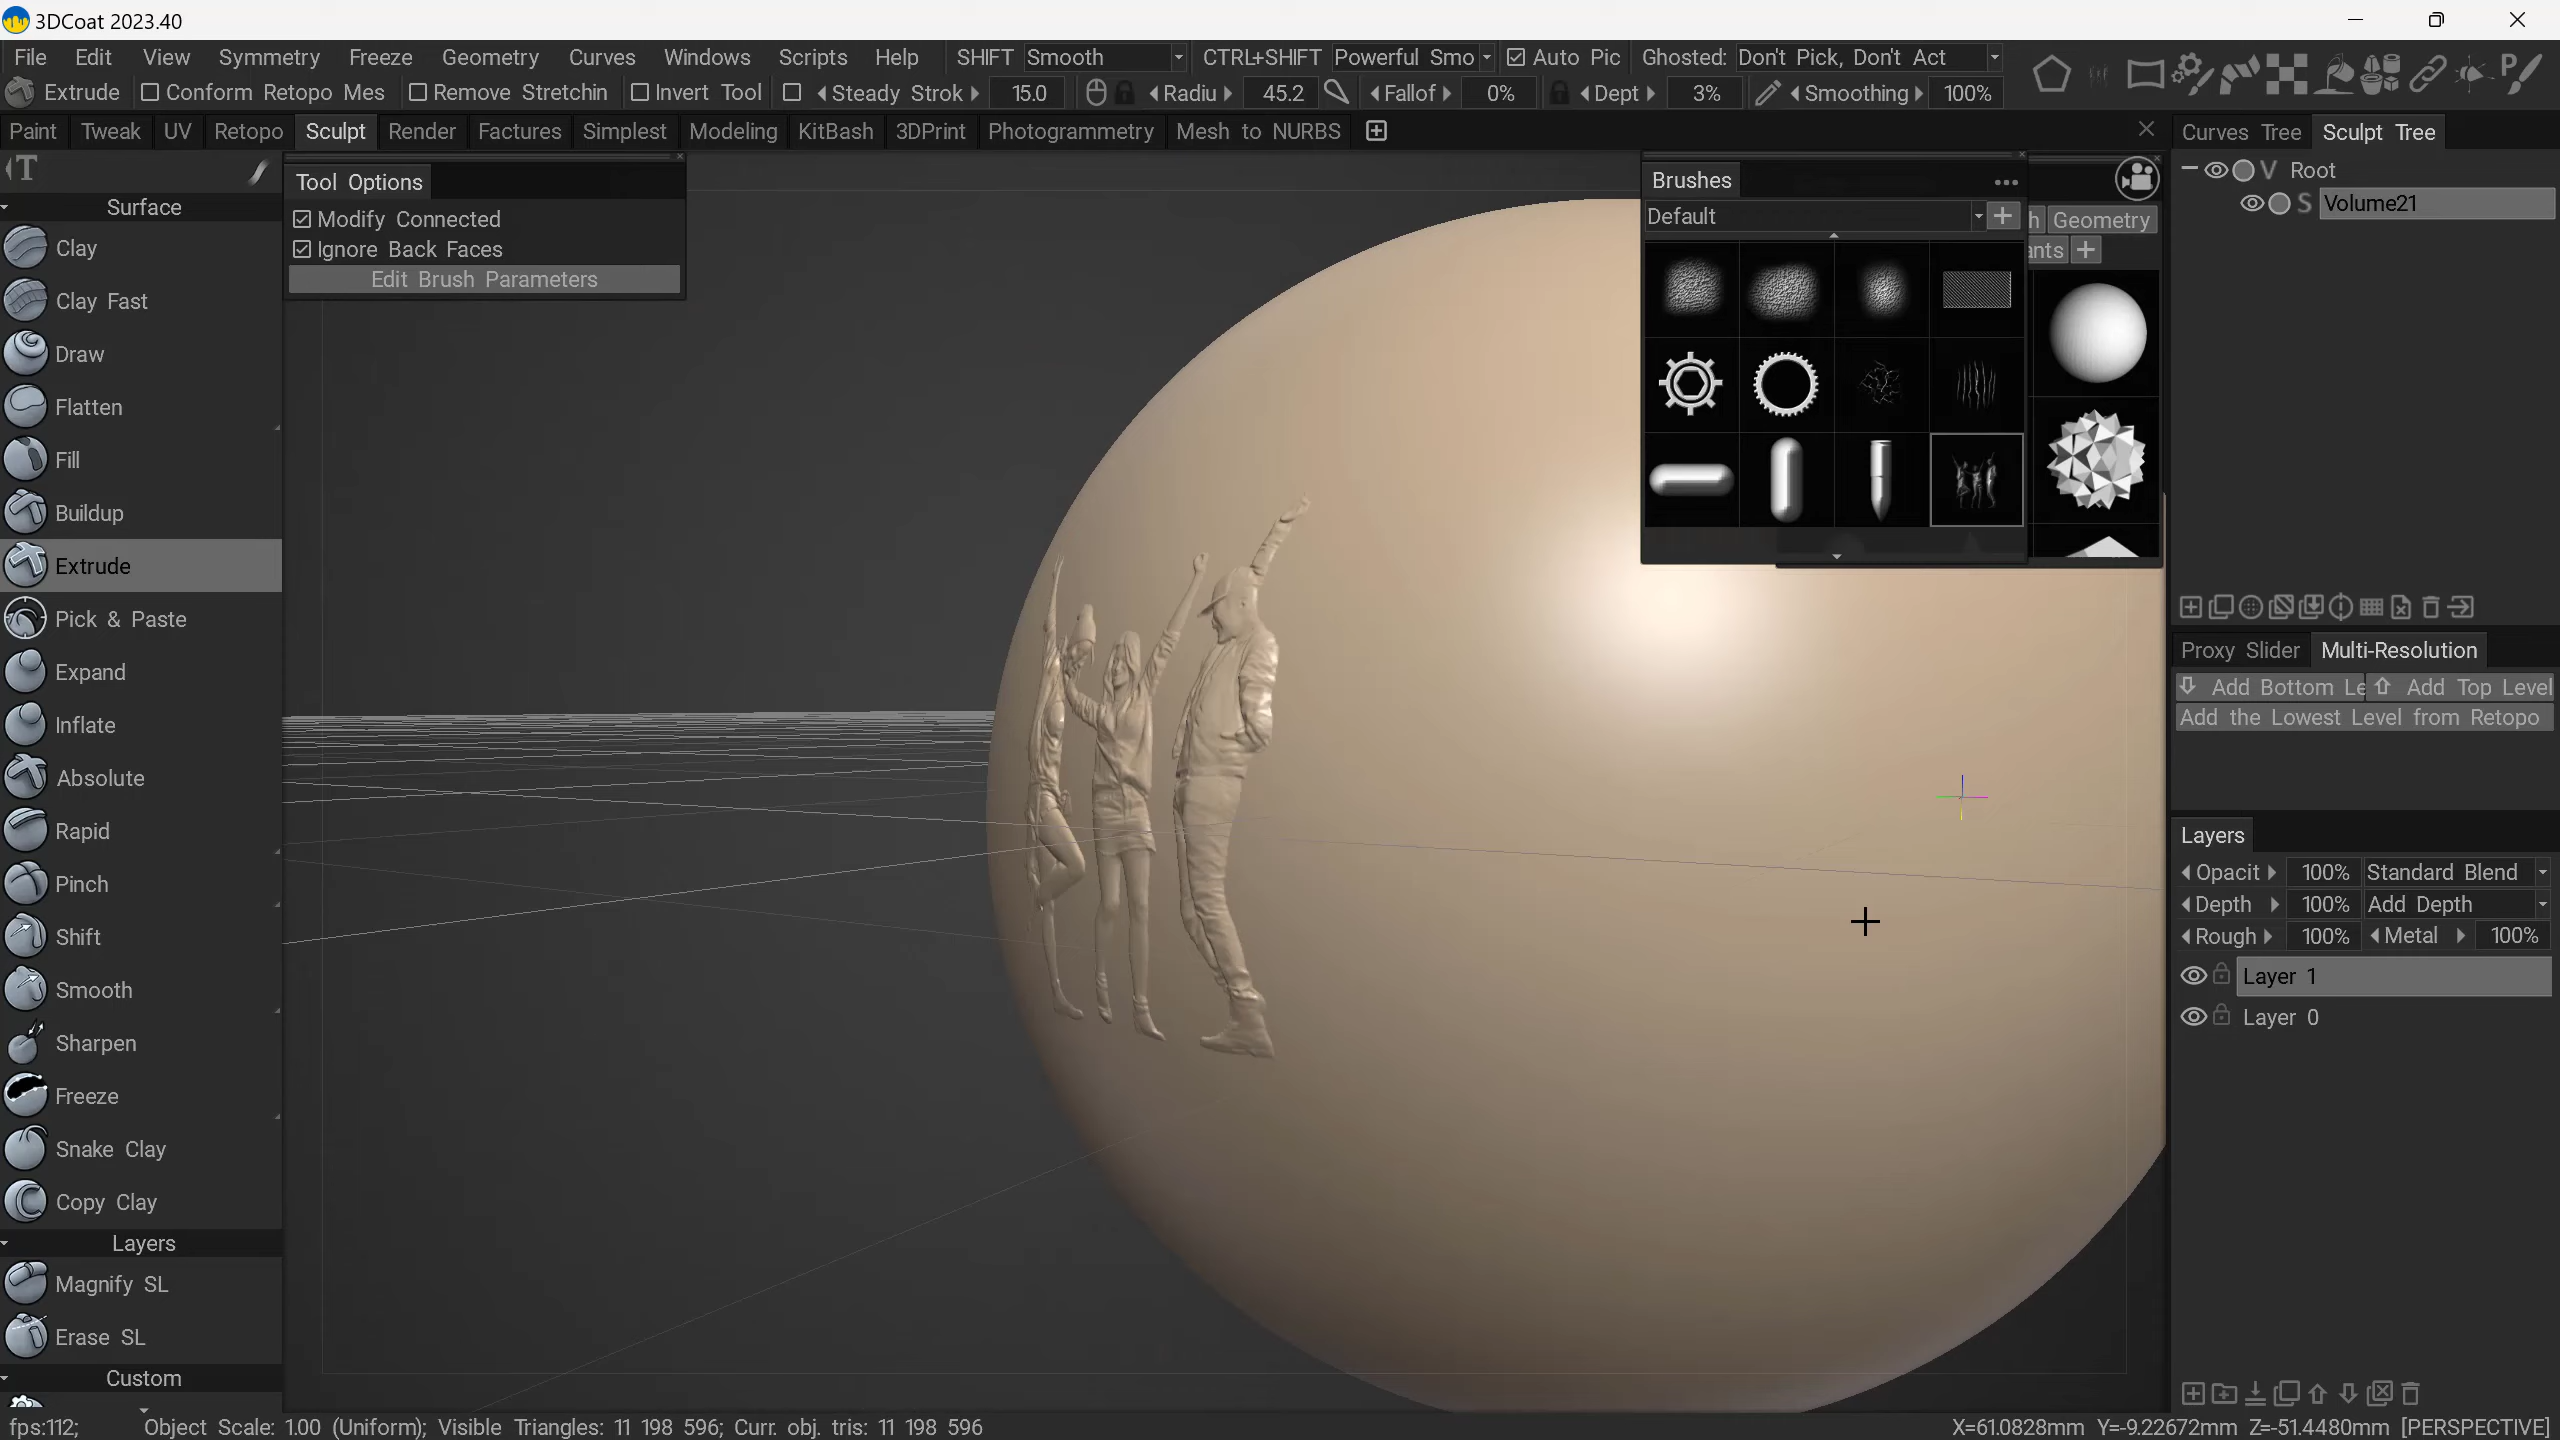 3DCoat 2023.40
File Edit View Symmetry Freeze Geometry Curves Windows Scripts Help SHIFT Smooth CTRL+SHIFT Powerful Smo Auto Pic Ghosted: Don't Pick, Don't Act
Extrude Conform Retopo Mes Remove Stretchin Invert Tool Steady Strok 15.0 Radiu 45.2 Fallof 0% Dept 3% Smoothing 100%
Paint Tweak UV Retopo Sculpt Render Factures Simplest Modeling KitBash 3DPrint Photogrammetry Mesh to NURBS
Curves Tree Sculpt Tree
T
Tool Options
Modify Connected
Ignore Back Faces
Edit Brush Parameters
Brushes
Default
h Geometry
ants
V Root
S Volume21
Surface
Clay
Clay Fast
Draw
Flatten
Fill
Buildup
Extrude
Pick & Paste
Expand
Inflate
Absolute
Rapid
Pinch
Shift
Smooth
Sharpen
Freeze
Snake Clay
Copy Clay
Layers
Magnify SL
Erase SL
Custom
Proxy Slider Multi-Resolution
Add Bottom Le Add Top Level
Add the Lowest Level from Retopo
Layers
Opacit 100% Standard Blend
Depth 100% Add Depth
Rough 100% Metal 100%
Layer 1
Layer 0
fps:112; Object Scale: 1.00 (Uniform); Visible Triangles: 11 198 596; Curr. obj. tris: 11 198 596
X=61.0828mm Y=-9.22672mm Z=-51.4480mm [PERSPECTIVE]